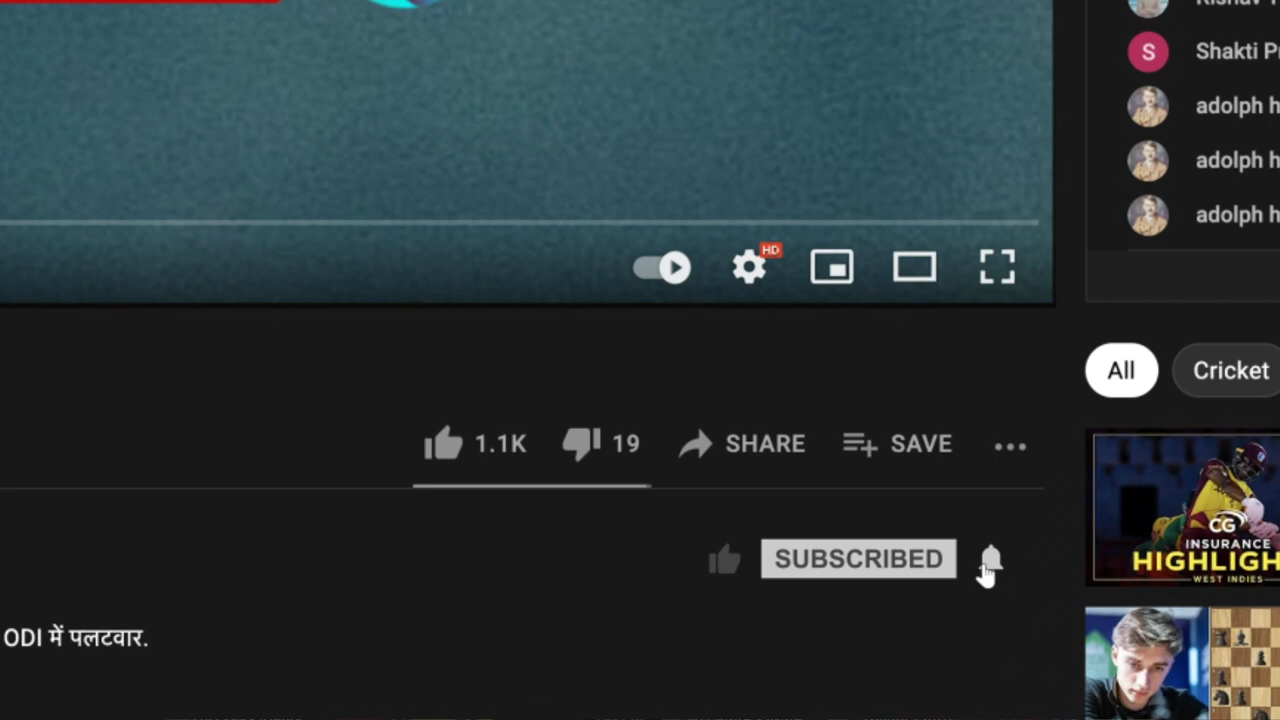 Shakti
adolph h
adolph h
adolph h
HD
All
Cricket
1.1K
19
SHARE
SAVE
SUBSCRIBED
CG
INSURANCE
HIGHLIGH
WEST INDIES
ODI में पलटवार.